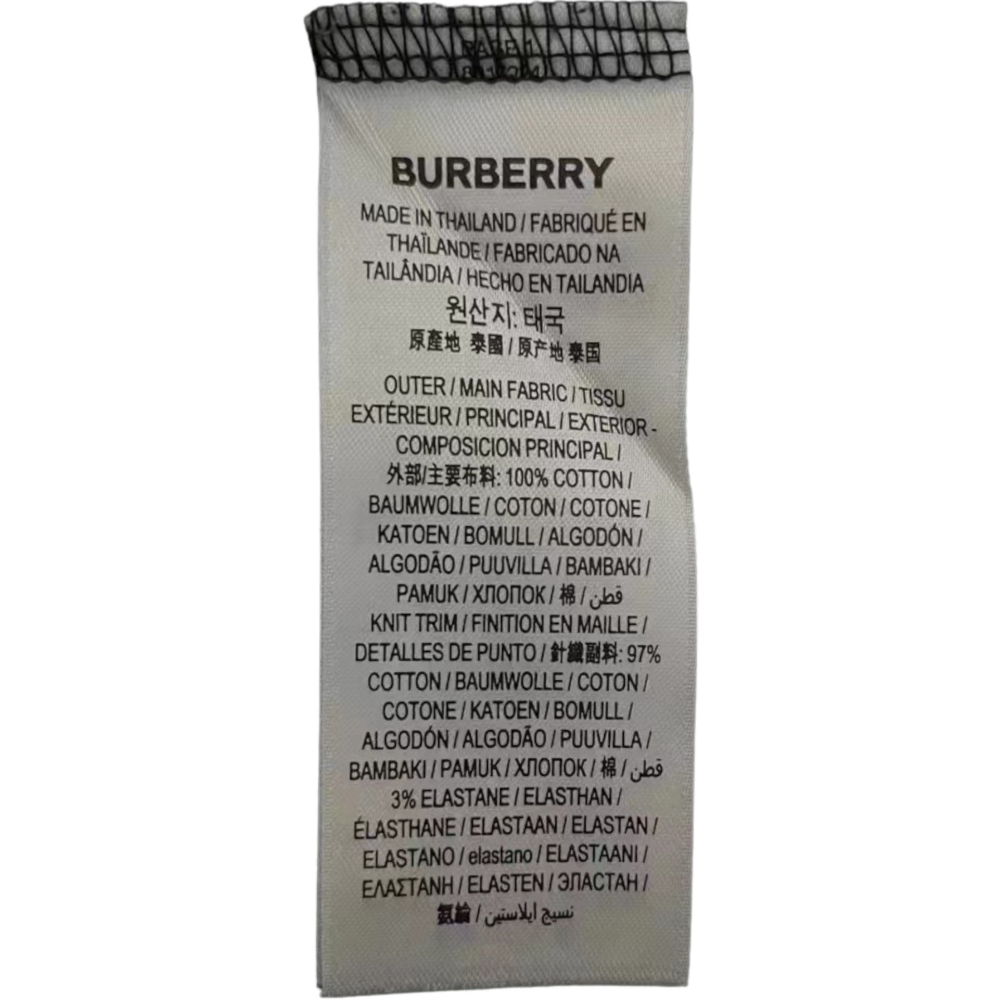 PAGE 1
BURBERRY
MADE IN THAILAND / FABRIQUÉ EN
THAÏLANDE / FABRICADO NA
TAILÂNDIA / HECHO EN TAILANDIA
원산지: 태국
原產地 泰國 / 原产地 泰国
OUTER / MAIN FABRIC / TISSU
EXTÉRIEUR / PRINCIPAL / EXTERIOR -
COMPOSICION PRINCIPAL /
外部/主要布料: 100% COTTON /
BAUMWOLLE / COTON / COTONE /
KATOEN / BOMULL / ALGODÓN /
ALGODÃO / PUUVILLA / BAMBAKI /
PAMUK / ХЛОПОК / 棉 / قطن
KNIT TRIM / FINITION EN MAILLE /
DETALLES DE PUNTO / 針織副料: 97%
COTTON / BAUMWOLLE / COTON /
COTONE / KATOEN / BOMULL /
ALGODÓN / ALGODÃO / PUUVILLA /
BAMBAKI / PAMUK / ХЛОПОК / 棉 / قطن
3% ELASTANE / ELASTHAN /
ÉLASTHANE / ELASTAAN / ELASTAN /
ELASTANO / elastano / ELASTAANI /
ΕΛΑΣΤΑΝΗ / ELASTEN / ЭЛАСТАН /
氨綸 / نسيج ايلاستين